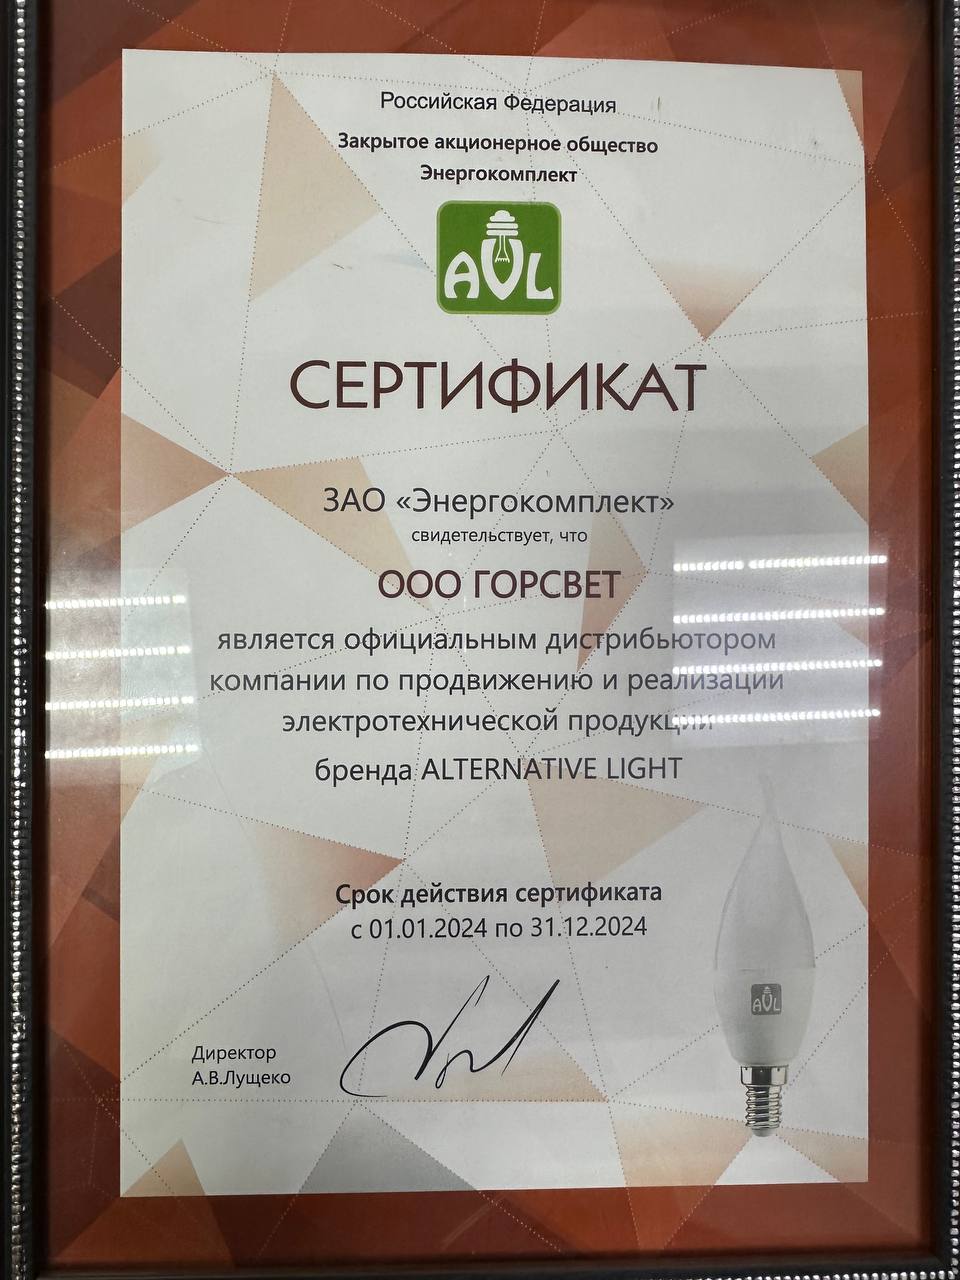 Российская Федерация
Закрытое акционерное общество
Энергокомплект
AVL
СЕРТИФИКАТ
ЗАО «Энергокомплект»
свидетельствует, что
ООО ГОРСВЕТ
является официальным дистрибьютором
компании по продвижению и реализации
электротехнической продукции
бренда ALTERNATIVE LIGHT
Срок действия сертификата
с 01.01.2024 по 31.12.2024
AVL
Директор
А.В.Лущеко